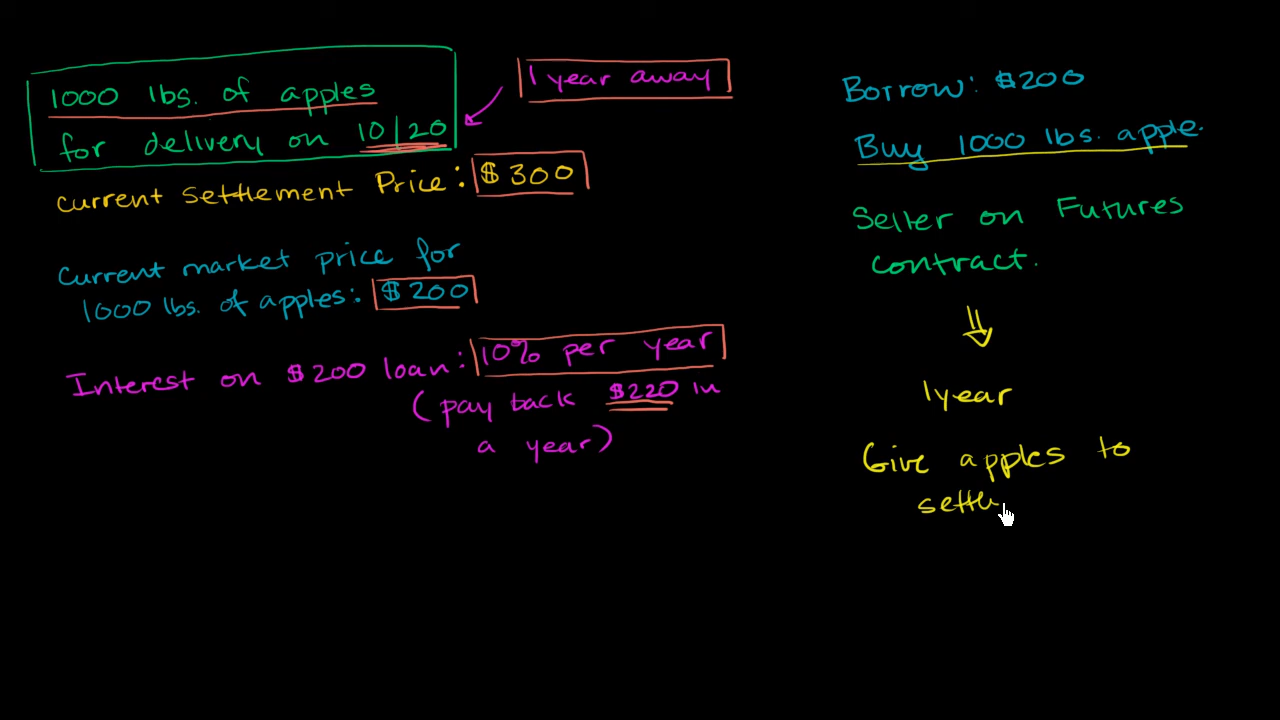 1000 lbs. of apples
for delivery on 10/20
1 year away
current settlement Price: $300
Current market price for
1000 lbs. of apples: $200
Interest on $200 loan: 10% per year
(pay back $220 in
a year)
Borrow: $200
Buy 1000 lbs. apple.
Seller on Futures
contract.
1 year
Give apples to
settle